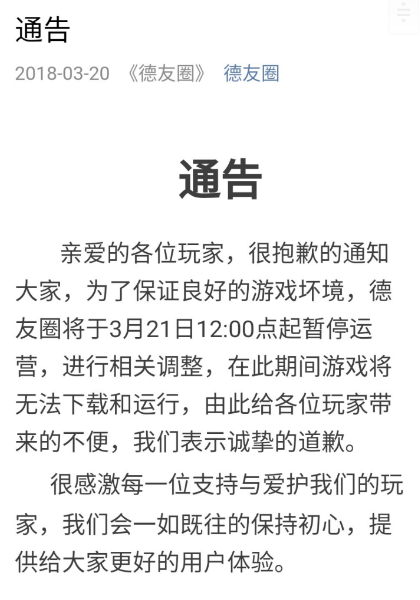 通告
2018-03-20 《德友圈》 德友圈
通告
亲爱的各位玩家，很抱歉的通知
大家，为了保证良好的游戏坏境，德
友圈将于3月21日12:00点起暂停运
营，进行相关调整，在此期间游戏将
无法下载和运行，由此给各位玩家带
来的不便，我们表示诚挚的道歉。
很感激每一位支持与爱护我们的玩
家，我们会一如既往的保持初心，提
供给大家更好的用户体验。